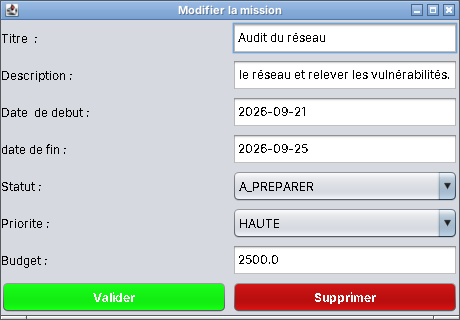 Modifier la mission
Titre :
Audit du réseau
Description :
le réseau et relever les vulnérabilités.
Date de debut :
2026-09-21
date de fin :
2026-09-25
Statut :
A_PREPARER
Priorite :
HAUTE
Budget :
2500.0
Valider
Supprimer